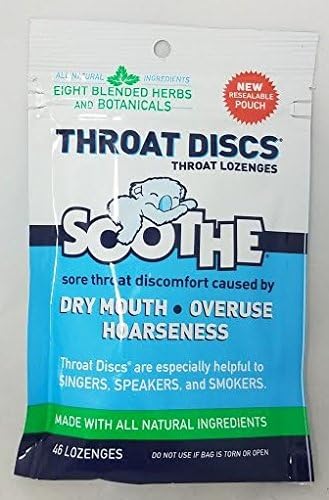 ALL NATURAL INGREDIENTS
EIGHT BLENDED HERBS
AND BOTANICALS
NEW
RESEALABLE
POUCH
THROAT DISCS®
THROAT LOZENGES
SOOTHE
sore throat discomfort caused by
DRY MOUTH • OVERUSE
HOARSENESS
Throat Discs® are especially helpful to
SINGERS, SPEAKERS, and SMOKERS.
MADE WITH ALL NATURAL INGREDIENTS
46 LOZENGES
DO NOT USE IF BAG IS TORN OR OPEN